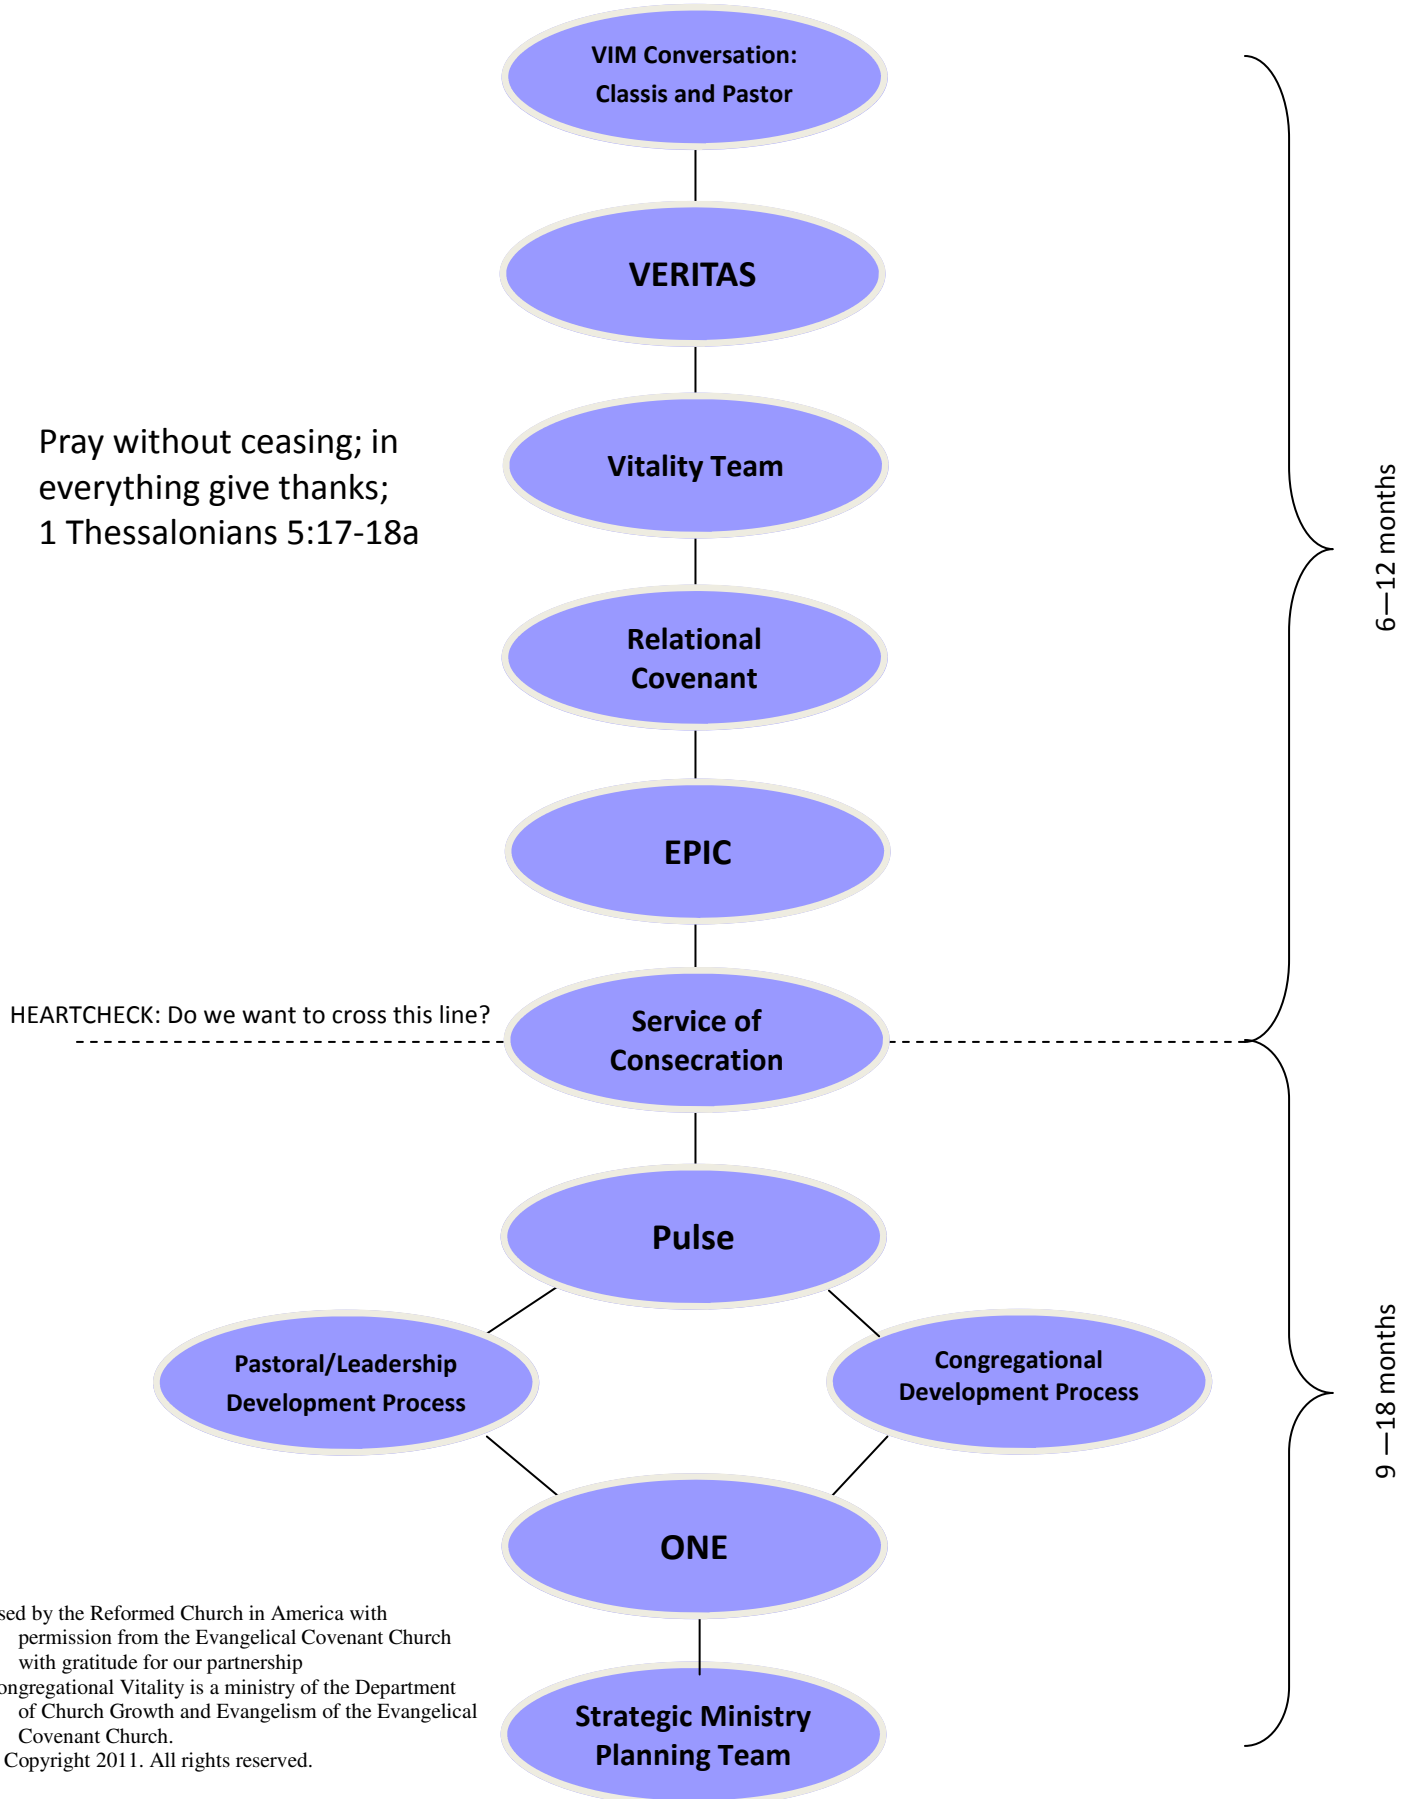 VIM Conversation:
Classis and Pastor
VERITAS
Pray without ceasing; in
everything give thanks;
1 Thessalonians 5:17-18a
Vitality Team
6—12 months
Relational
Covenant
EPIC
HEARTCHECK: Do we want to cross this line?
Service of
Consecration
Pulse
Pastoral/Leadership
Development Process
Congregational
Development Process
9 —18 months
ONE
sed by the Reformed Church in America with
permission from the Evangelical Covenant Church
with gratitude for our partnership
ongregational Vitality is a ministry of the Department
of Church Growth and Evangelism of the Evangelical
Covenant Church.
Copyright 2011. All rights reserved.
Strategic Ministry
Planning Team